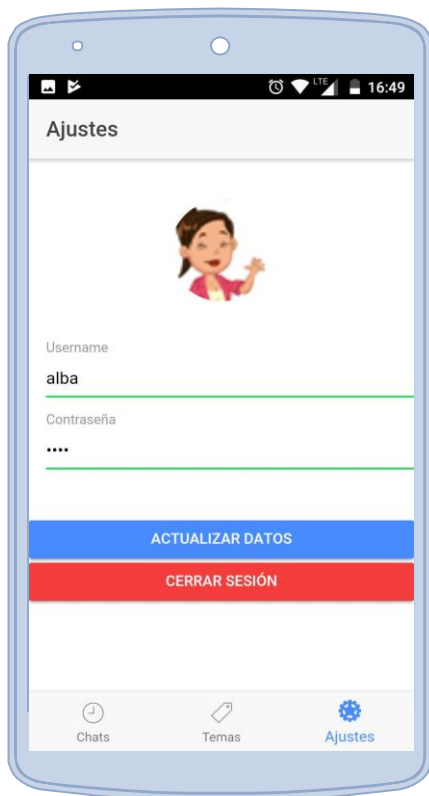 LTE 16:49
Ajustes
Username
alba
Contraseña
••••
ACTUALIZAR DATOS
CERRAR SESIÓN
Chats Temas Ajustes